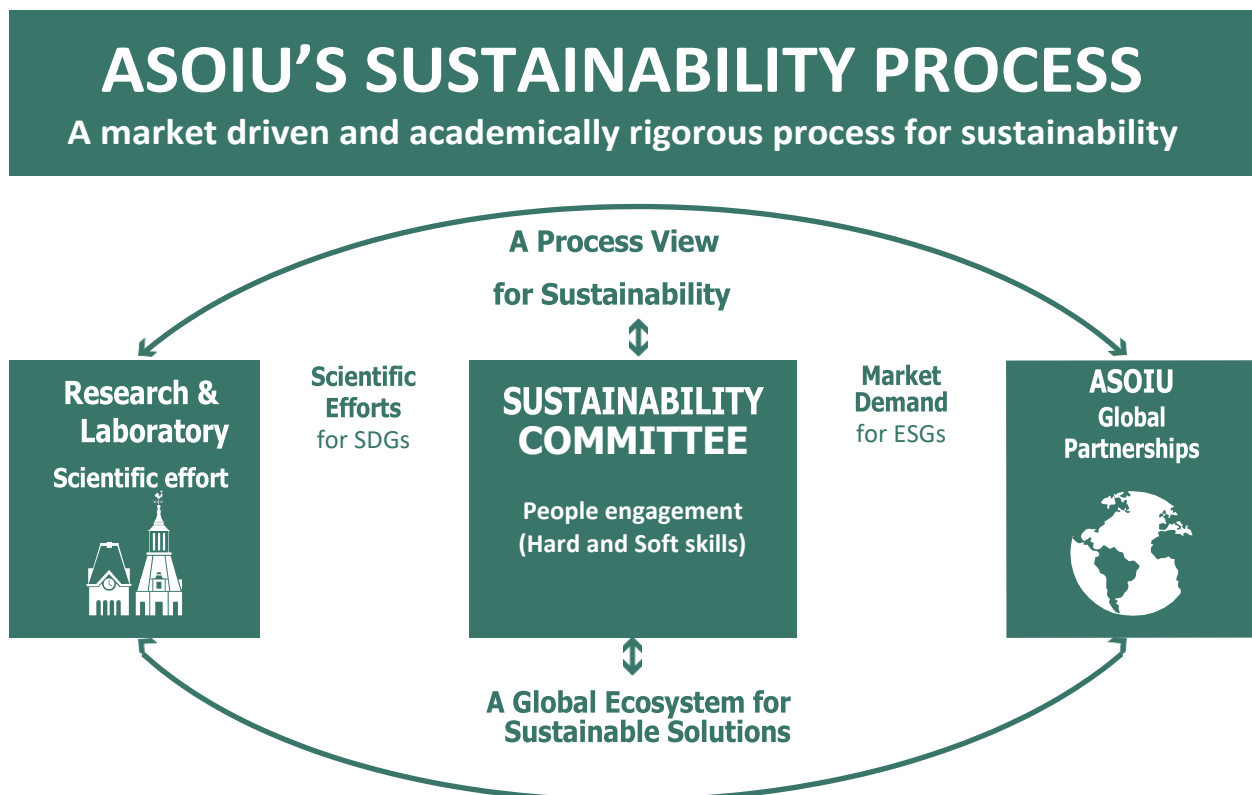 ASOIU’S SUSTAINABILITY PROCESS
A market driven and academically rigorous process for sustainability
A Process View
for Sustainability
Research &
Laboratory
Scientific effort
Scientific
Efforts
for SDGs
SUSTAINABILITY
COMMITTEE
People engagement
(Hard and Soft skills)
Market
Demand
for ESGs
ASOIU
Global
Partnerships
A Global Ecosystem for
Sustainable Solutions